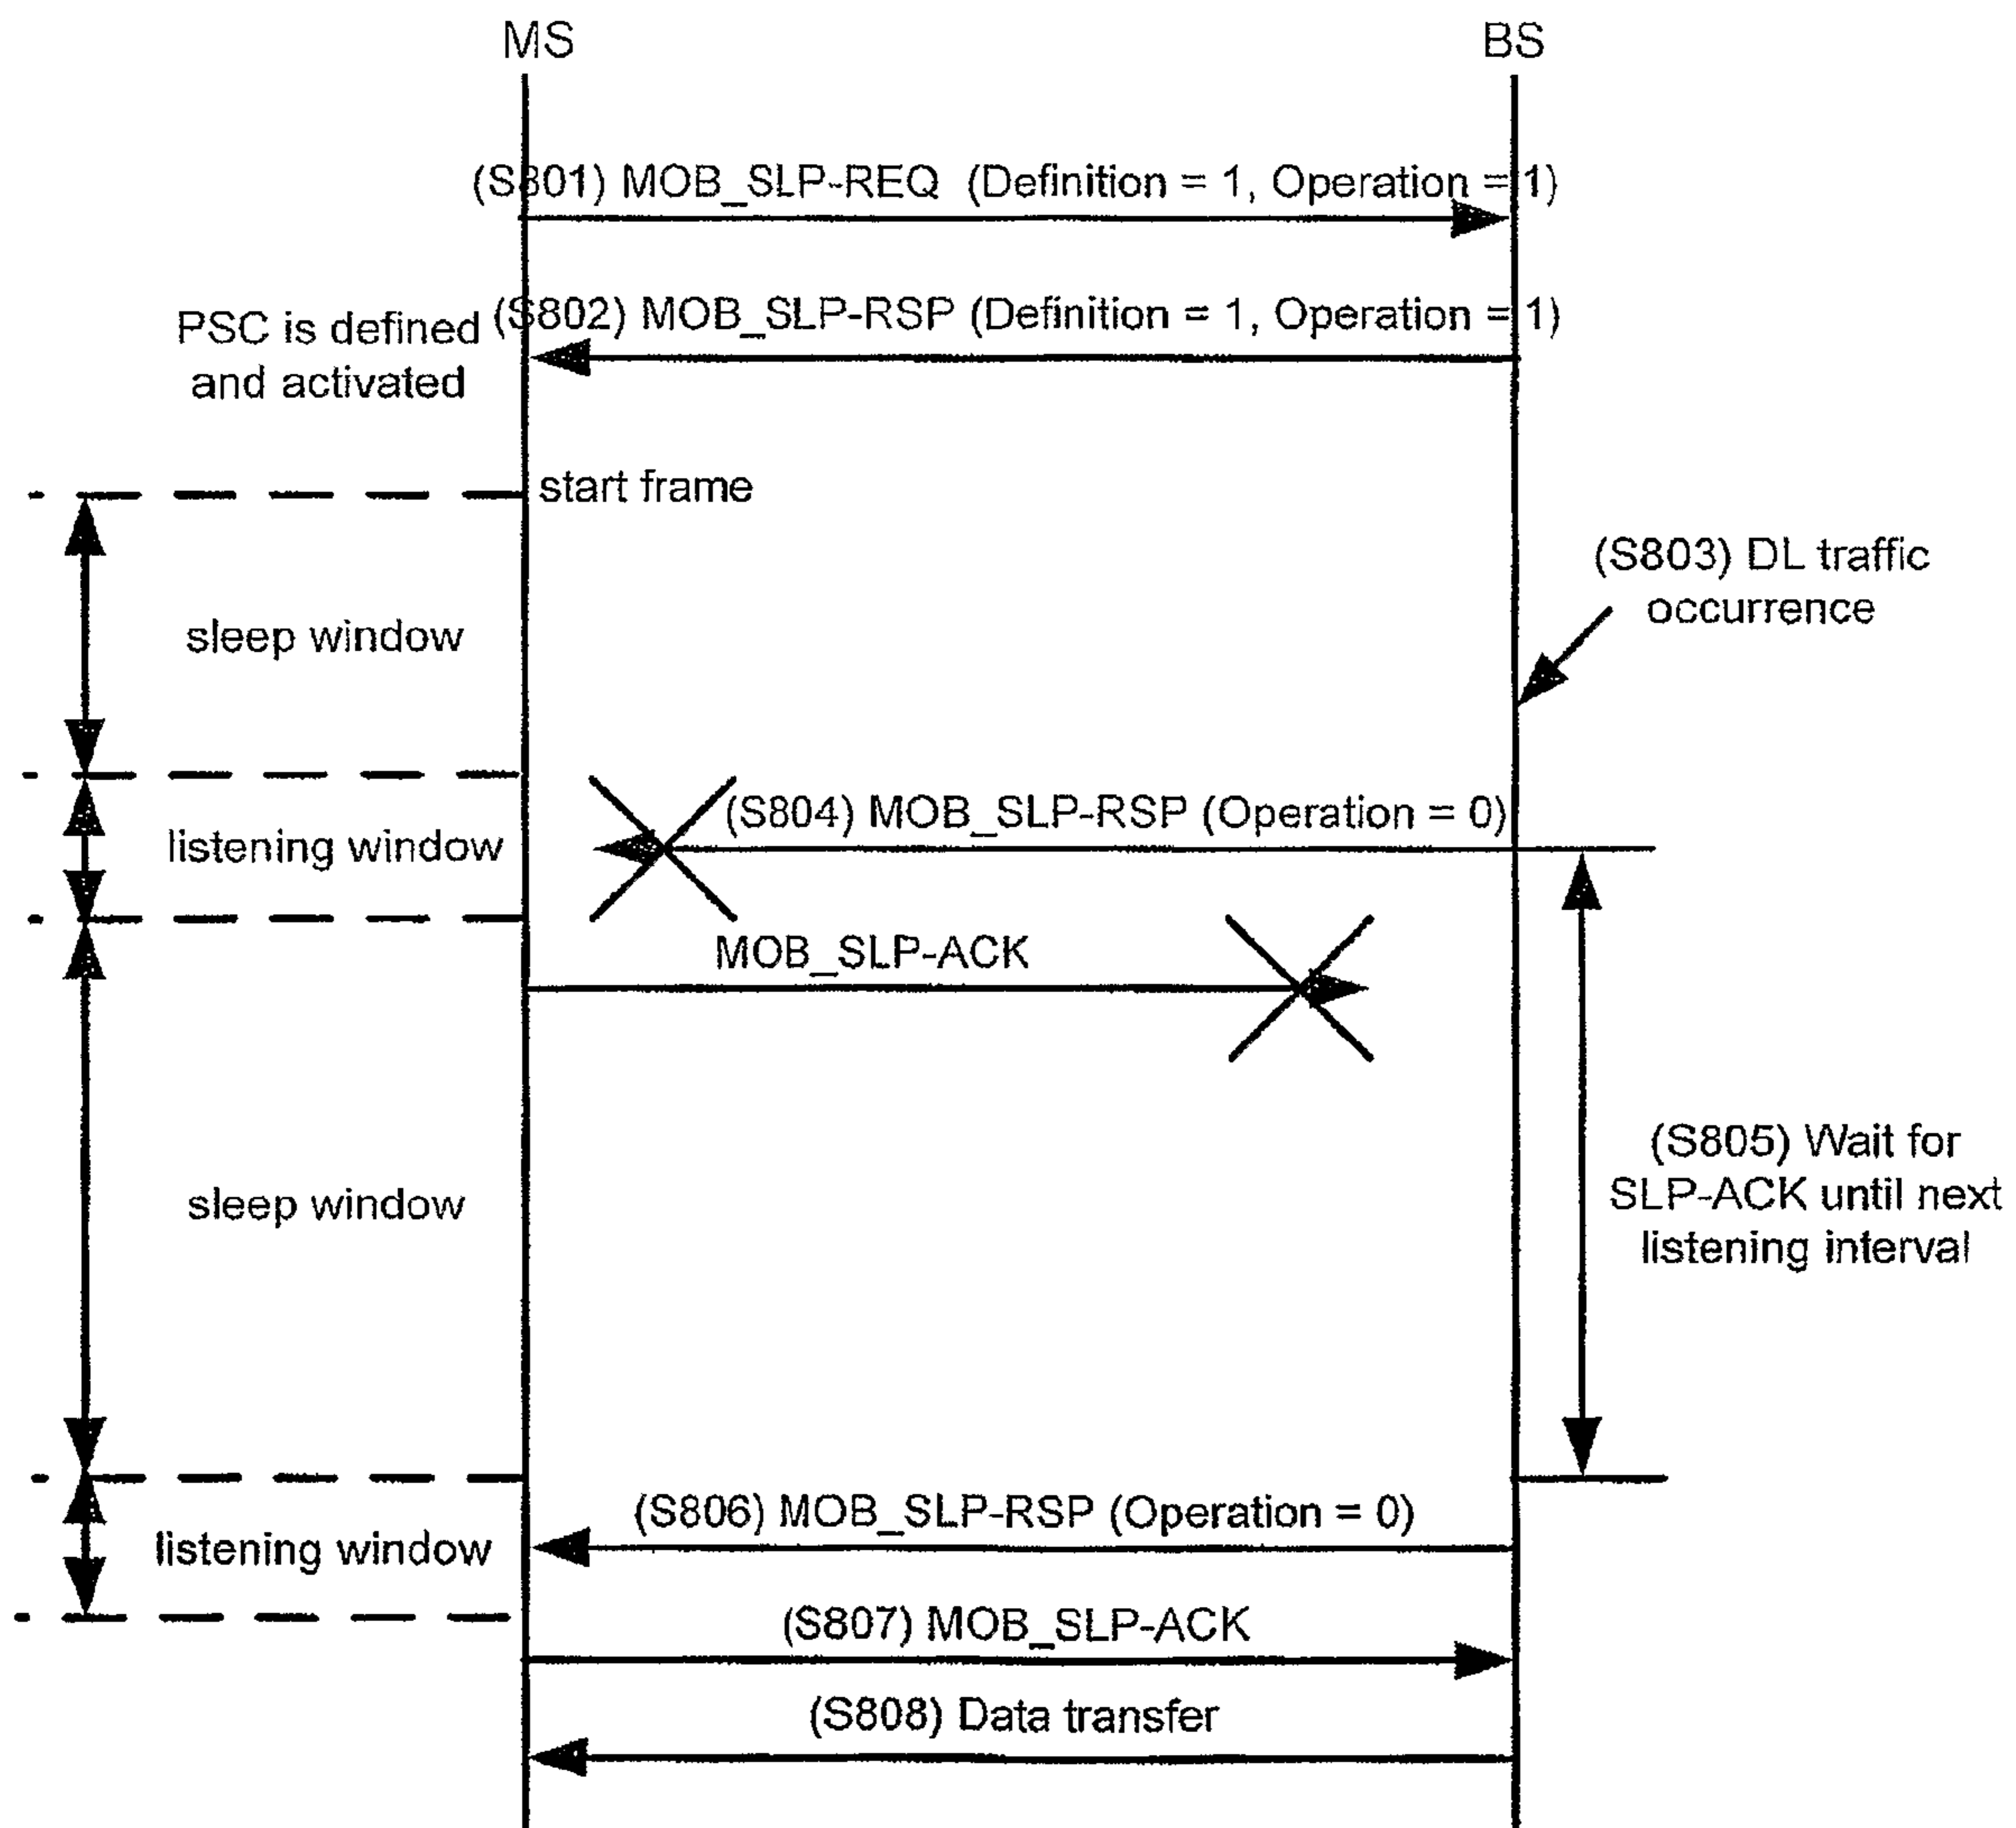 MS
BS
(S801) MOB_SLP-REQ (Definition = 1, Operation = 1)
(S802) MOB_SLP-RSP (Definition = 1, Operation = 1)
PSC is defined
and activated
start frame
(S803) DL traffic
occurrence
sleep window
(S804) MOB_SLP-RSP (Operation = 0)
listening window
MOB_SLP-ACK
(S805) Wait for
SLP-ACK until next
listening interval
sleep window
(S806) MOB_SLP-RSP (Operation = 0)
listening window
(S807) MOB_SLP-ACK
(S808) Data transfer